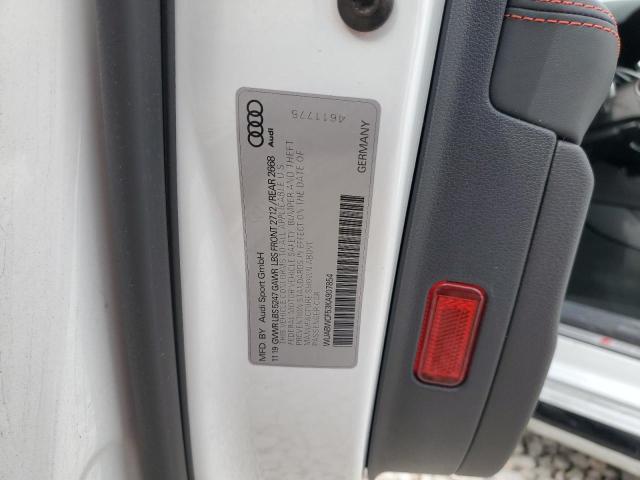 MFD. BY Audi Sport GmbH
11 19 GVWR LBS 5247 GAWR LBS FRONT 2712 / REAR 2668
THIS VEHICLE CONFORMS TO ALL APPLICABLE U.S.
FEDERAL MOTOR VEHICLE SAFETY, BUMPER AND THEFT
PREVENTION STANDARDS IN EFFECT ON THE DATE OF
MANUFACTURE SHOWN ABOVE
PASSENGER CAR
WUABWCF53KA907854
GERMANY
Audi
4611775